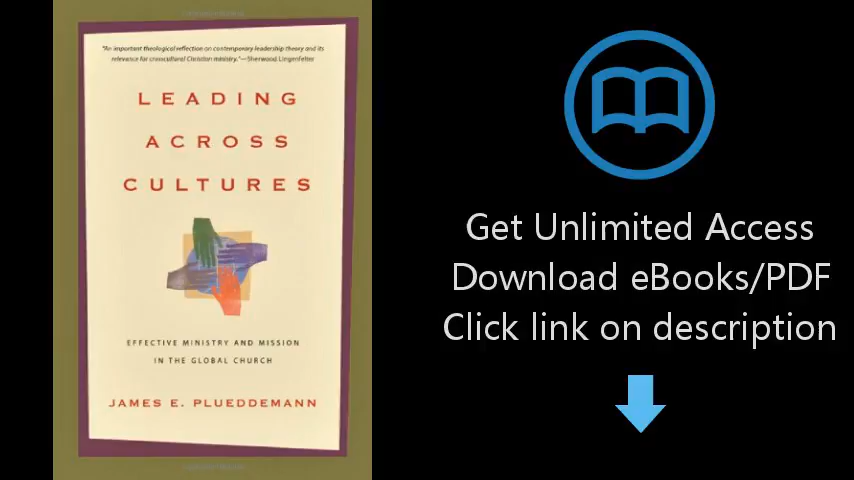 "An important theological reflection on contemporary leadership theory and its
relevance for crosscultural Christian ministry."—Sherwood Lingenfelter
LEADING
ACROSS
CULTURES
EFFECTIVE MINISTRY AND MISSION
IN THE GLOBAL CHURCH
JAMES E. PLUEDDEMANN
Get Unlimited Access
Download eBooks/PDF
Click link on description